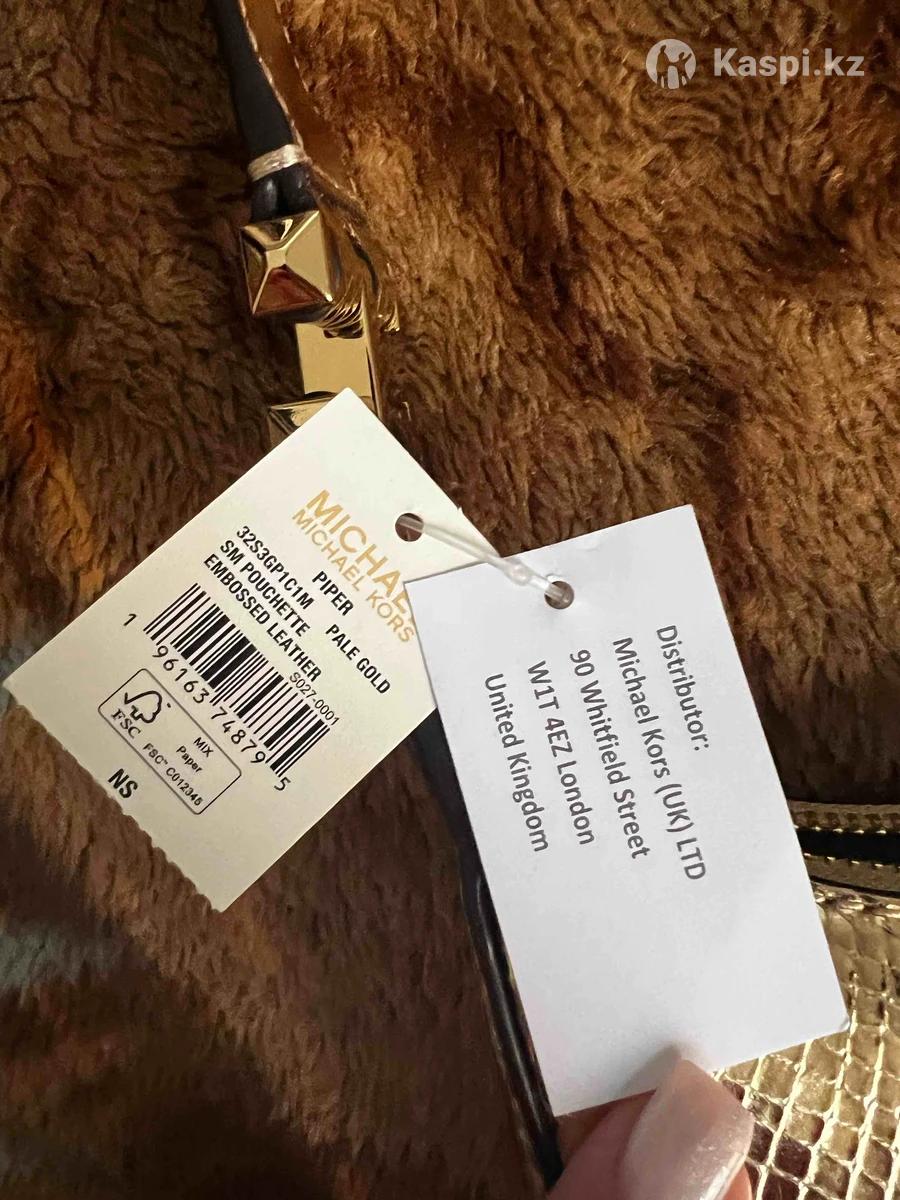 Kaspi.kz
MICHAEL
MICHAEL KORS
PIPER
32S3GP1C1M PALE GOLD
SM POUCHETTE
EMBOSSED LEATHER
S027-0001
1 96163 74879 5
FSC
MIX
Paper
FSC™ C012345
NS
Distributor:
Michael Kors (UK) LTD
90 Whitfield Street
W1T 4EZ London
United Kingdom